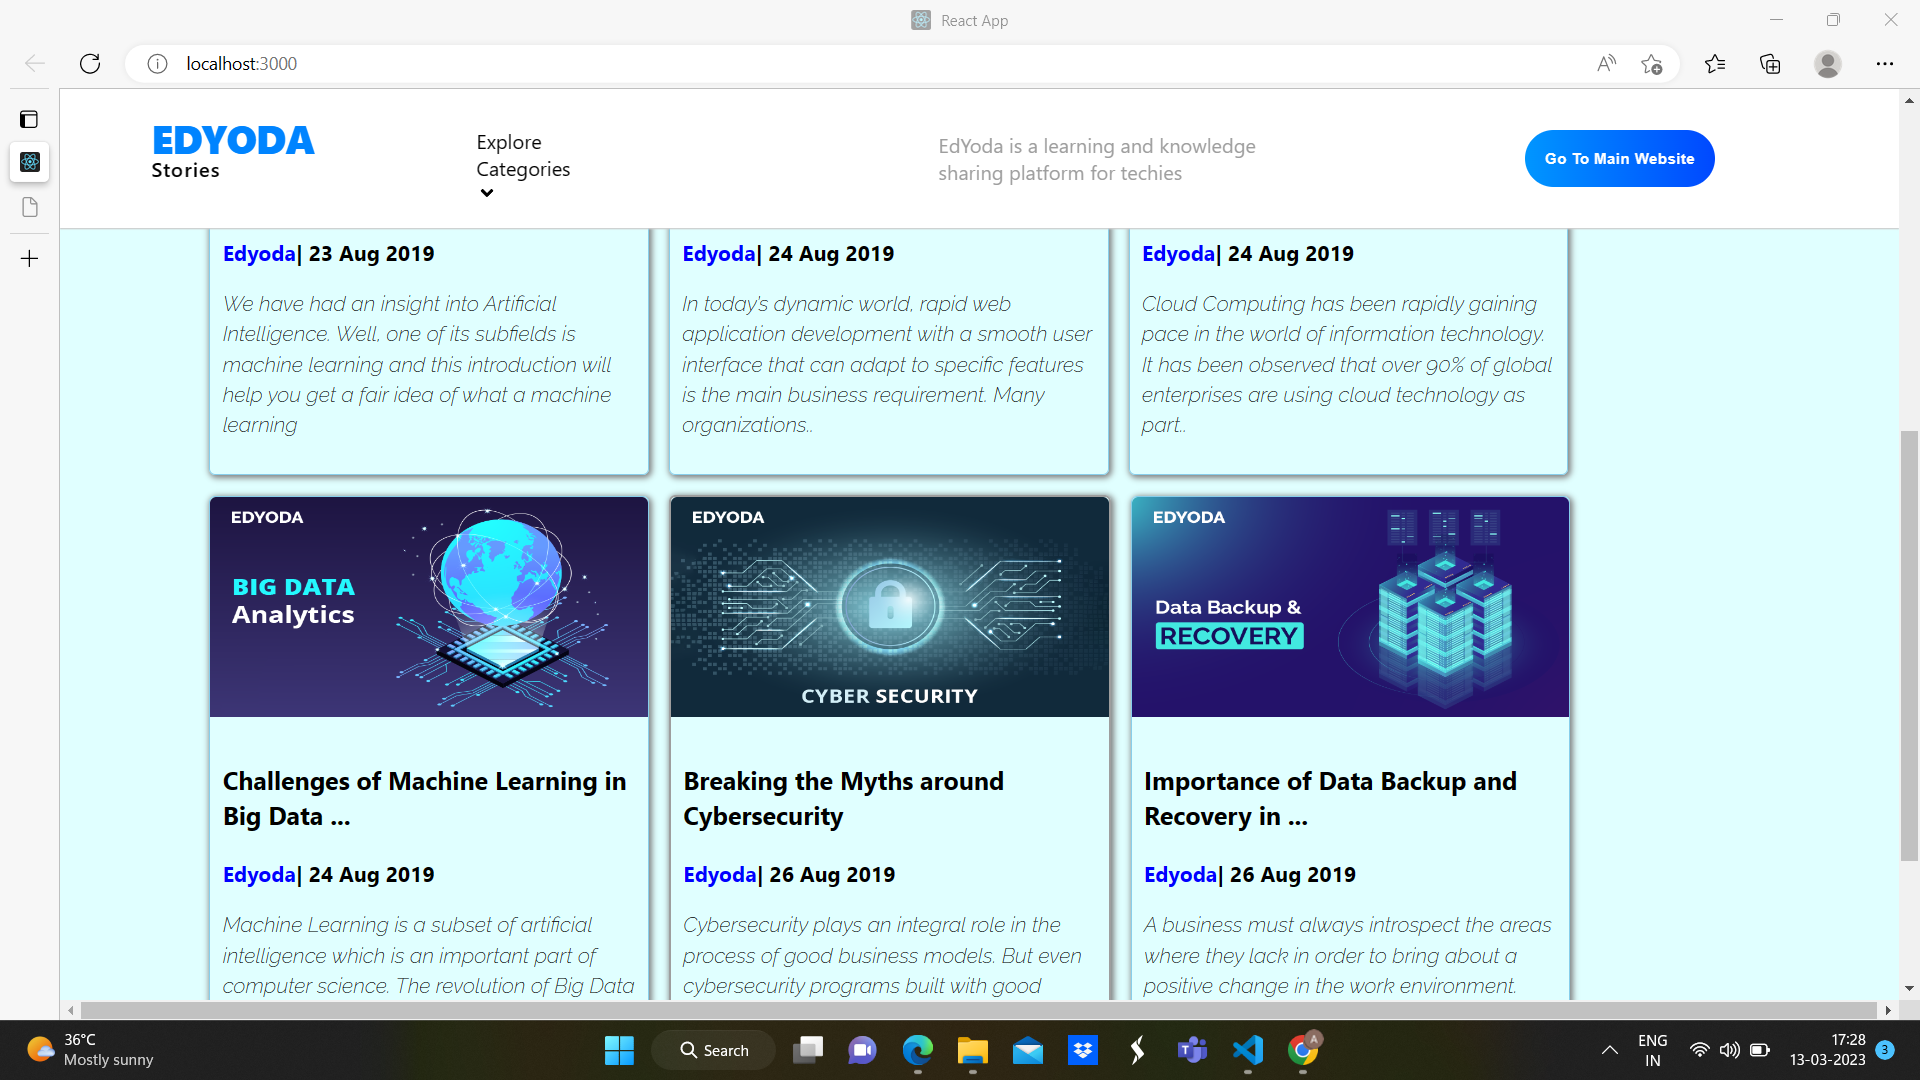 React App
localhost:3000
EDYODA
Stories
Explore
Categories
EdYoda is a learning and knowledge
sharing platform for techies
Go To Main Website
Edyoda| 23 Aug 2019
We have had an insight into Artificial
Intelligence. Well, one of its subfields is
machine learning and this introduction will
help you get a fair idea of what a machine
learning
Edyoda| 24 Aug 2019
In today's dynamic world, rapid web
application development with a smooth user
interface that can adapt to specific features
is the main business requirement. Many
organizations..
Edyoda| 24 Aug 2019
Cloud Computing has been rapidly gaining
pace in the world of information technology.
It has been observed that over 90% of global
enterprises are using cloud technology as
part..
EDYODA
BIG DATA
Analytics
Challenges of Machine Learning in
Big Data ...
Edyoda| 24 Aug 2019
Machine Learning is a subset of artificial
intelligence which is an important part of
computer science. The revolution of Big Data
EDYODA
CYBER SECURITY
Breaking the Myths around
Cybersecurity
Edyoda| 26 Aug 2019
Cybersecurity plays an integral role in the
process of good business models. But even
cybersecurity programs built with good
EDYODA
Data Backup &
RECOVERY
Importance of Data Backup and
Recovery in ...
Edyoda| 26 Aug 2019
A business must always introspect the areas
where they lack in order to bring about a
positive change in the work environment.
36°C
Mostly sunny
Search
A
ENG
IN
17:28
13-03-2023
3